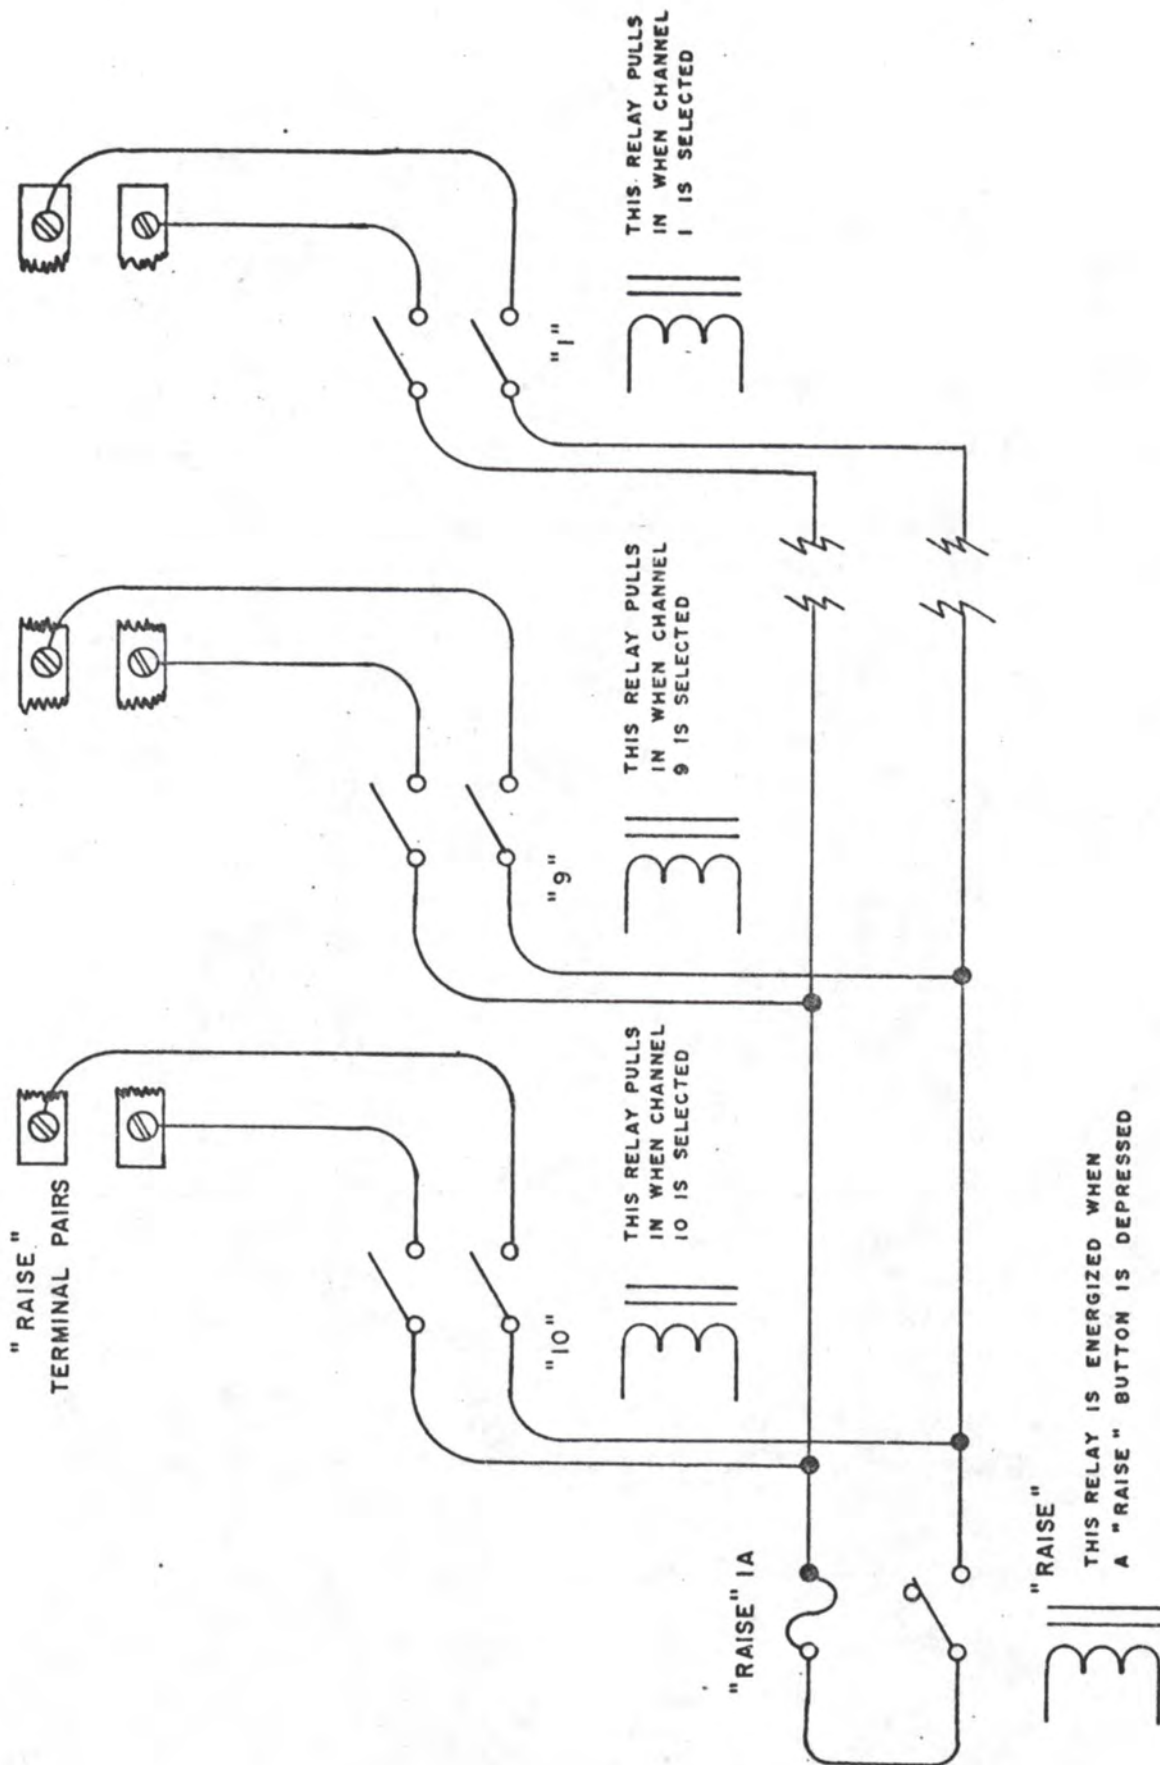 "RAISE"
TERMINAL PAIRS
"10"
THIS RELAY PULLS
IN WHEN CHANNEL
10 IS SELECTED
"9"
THIS RELAY PULLS
IN WHEN CHANNEL
9 IS SELECTED
"1"
THIS RELAY PULLS
IN WHEN CHANNEL
1 IS SELECTED
"RAISE" 1A
"RAISE"
THIS RELAY IS ENERGIZED WHEN
A "RAISE" BUTTON IS DEPRESSED